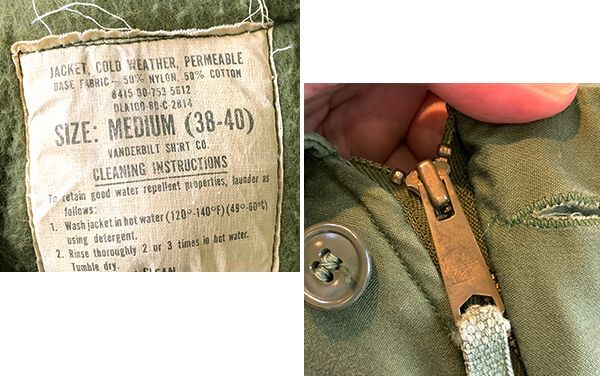 JACKET, COLD WEATHER, PERMEABLE
BASE FABRIC - 50% NYLON, 50% COTTON
8415 00-753 5612
DLA100-80-C-2814
SIZE: MEDIUM (38-40)
VANDERBILT SHIRT CO.
CLEANING INSTRUCTIONS
To retain good water repellent properties, launder as
follows:
1. Wash jacket in hot water (120°-140°F)(49°-60°C)
using detergent.
2. Rinse thoroughly 2 or 3 times in hot water.
Tumble dry.